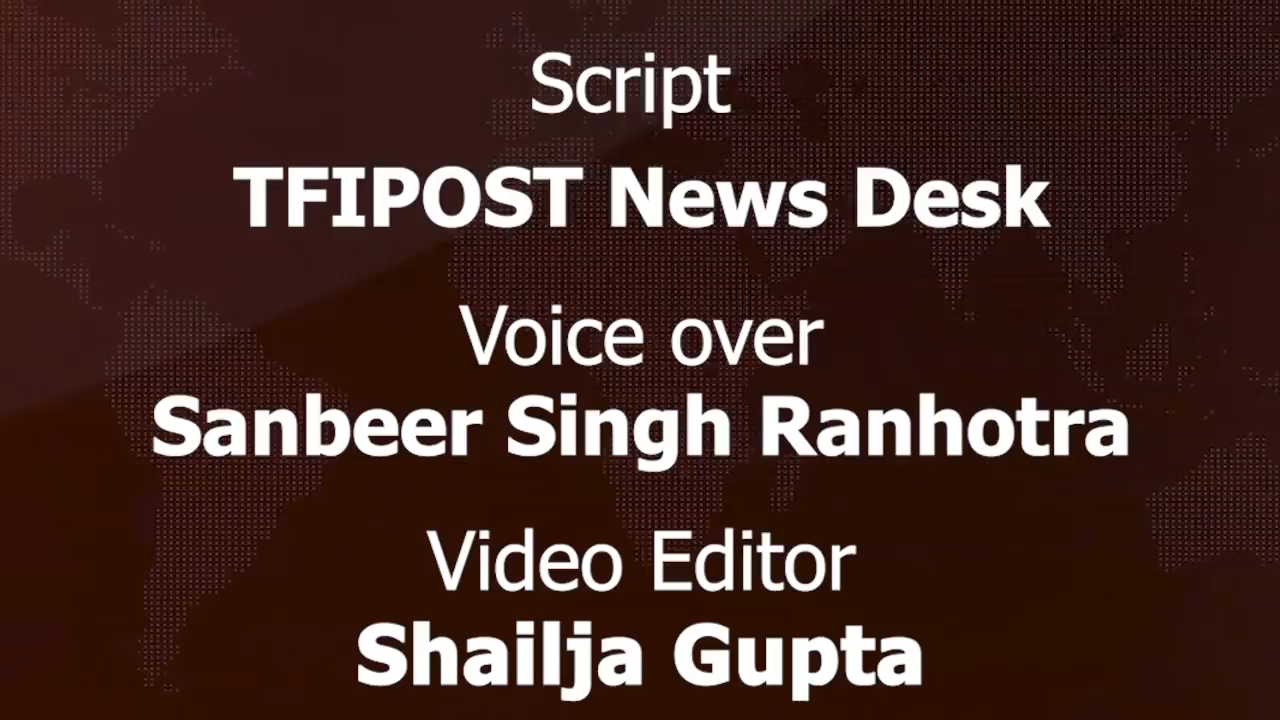 Script
TFIPOST News Desk
Voice over
Sanbeer Singh Ranhotra
Video Editor
Shailja Gupta